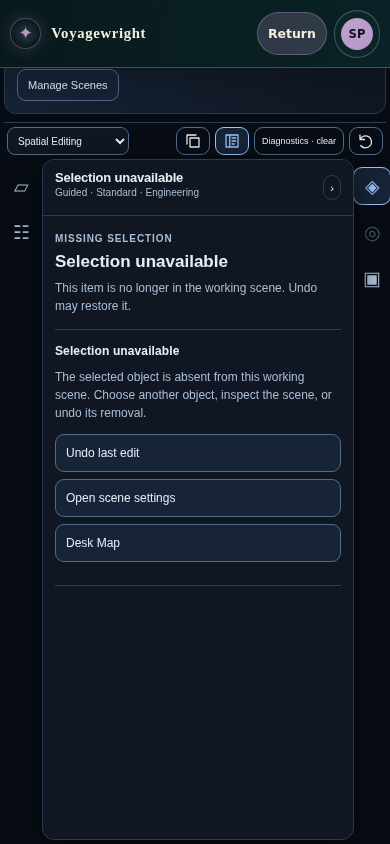 Voyagewright
Return
SP
Manage Scenes
Spatial Editing
Diagnostics · clear
Selection unavailable
Guided · Standard · Engineering
MISSING SELECTION
Selection unavailable
This item is no longer in the working scene. Undo
may restore it.
Selection unavailable
The selected object is absent from this working
scene. Choose another object, inspect the scene, or
undo its removal.
Undo last edit
Open scene settings
Desk Map